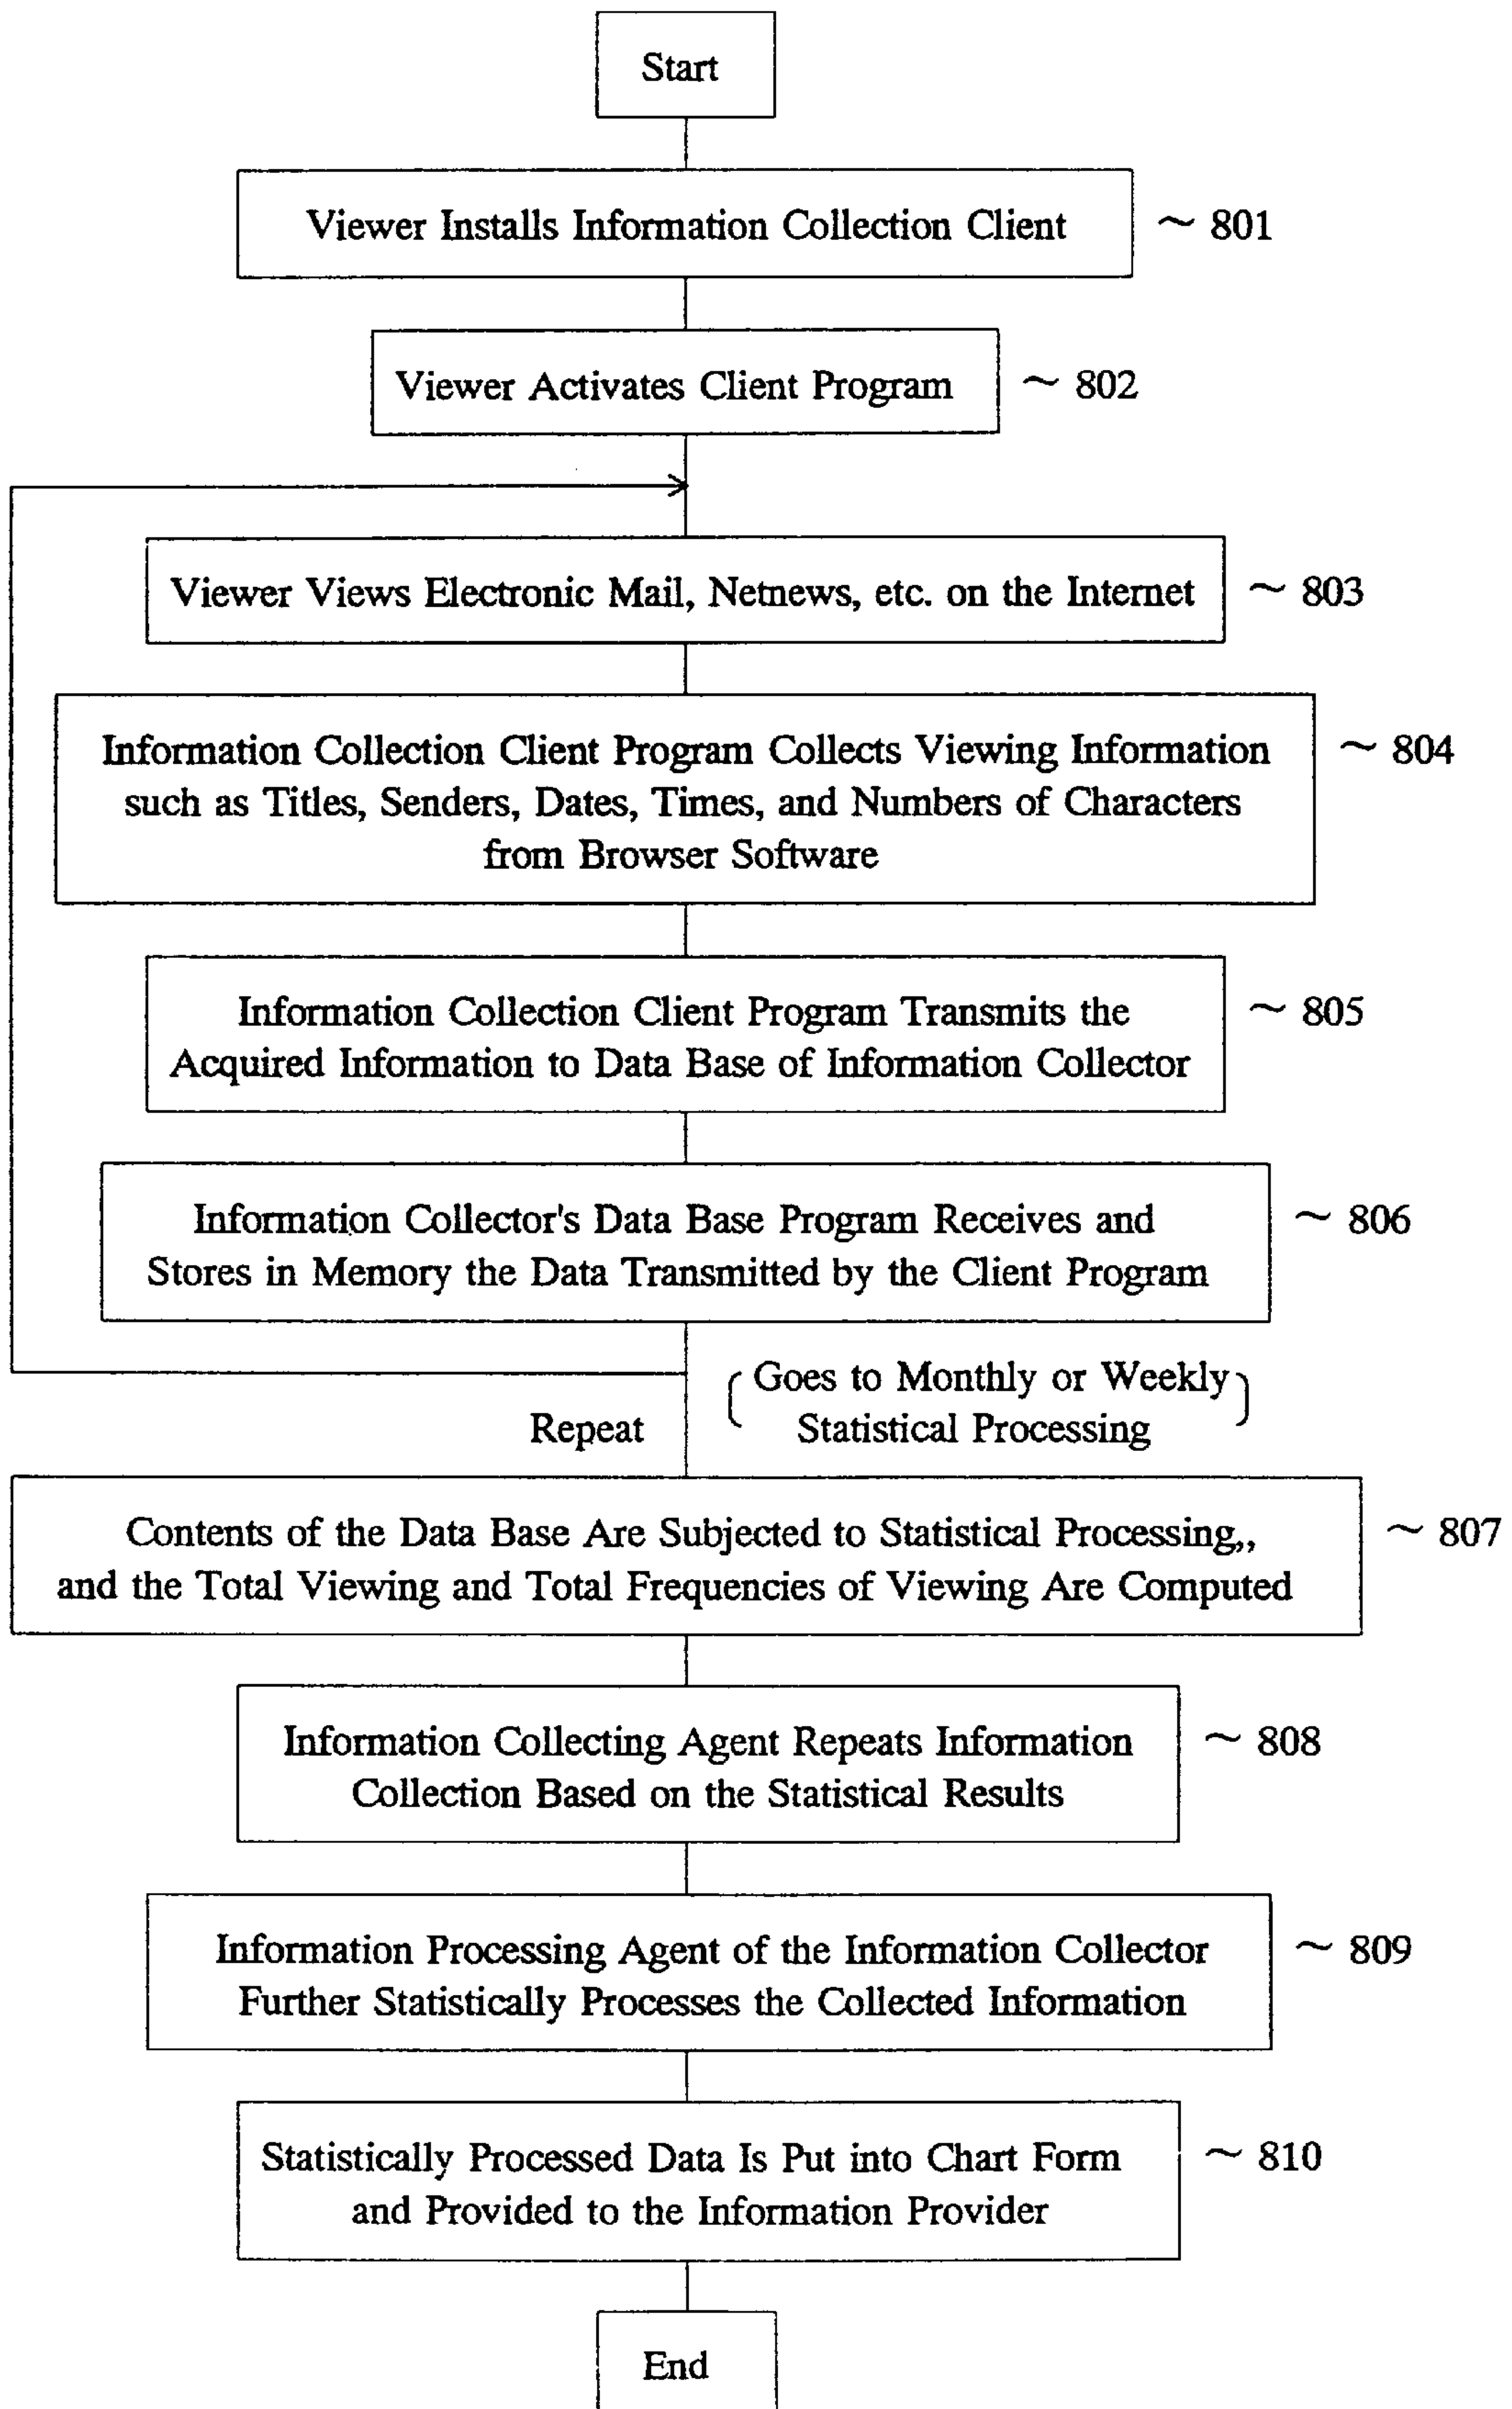 Start
Viewer Installs Information Collection Client ~ 801
Viewer Activates Client Program ~ 802
Viewer Views Electronic Mail, Netnews, etc. on the Internet ~ 803
Information Collection Client Program Collects Viewing Information ~ 804
such as Titles, Senders, Dates, Times, and Numbers of Characters
from Browser Software
Information Collection Client Program Transmits the ~ 805
Acquired Information to Data Base of Information Collector
Information Collector's Data Base Program Receives and ~ 806
Stores in Memory the Data Transmitted by the Client Program
(Goes to Monthly or Weekly
Statistical Processing)
Repeat
Contents of the Data Base Are Subjected to Statistical Processing,, ~ 807
and the Total Viewing and Total Frequencies of Viewing Are Computed
Information Collecting Agent Repeats Information ~ 808
Collection Based on the Statistical Results
Information Processing Agent of the Information Collector ~ 809
Further Statistically Processes the Collected Information
Statistically Processed Data Is Put into Chart Form ~ 810
and Provided to the Information Provider
End